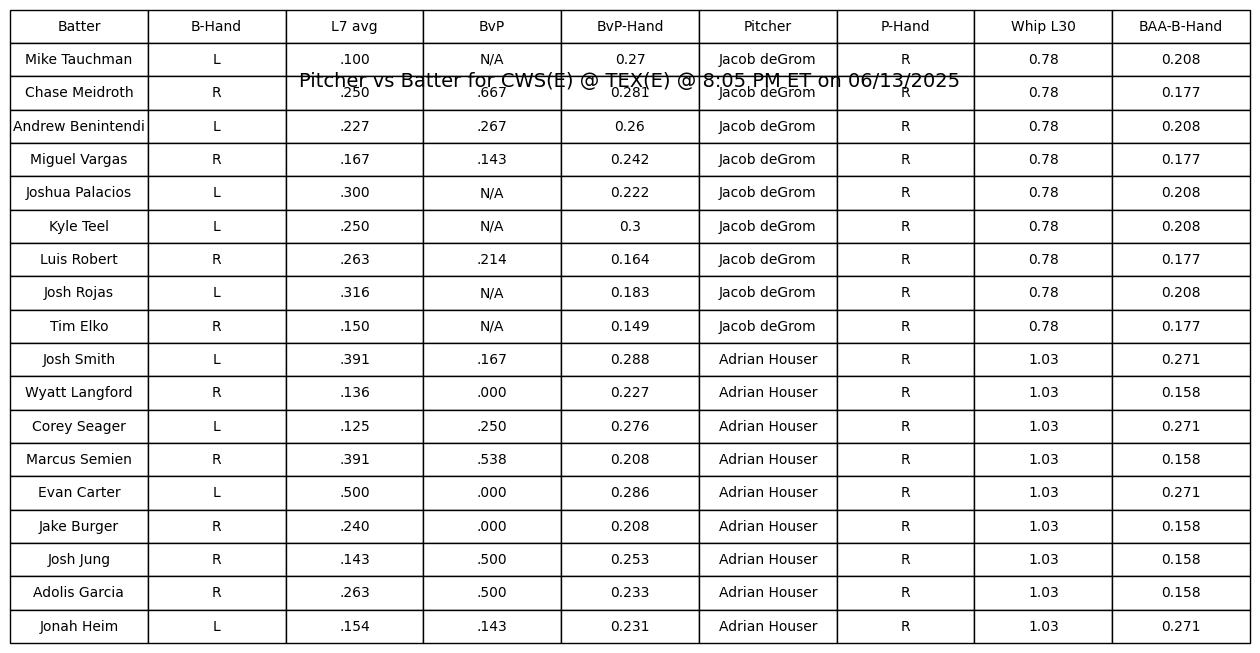 Batter B-Hand L7 avg BvP BvP-Hand Pitcher P-Hand Whip L30 BAA-B-Hand
Mike Tauchman L .100 N/A 0.27 Jacob deGrom R 0.78 0.208
Pitcher vs Batter for CWS(E) @ TEX(E) @ 8:05 PM ET on 06/13/2025
Chase Meidroth R .250 .667 0.281 Jacob deGrom R 0.78 0.177
Andrew Benintendi L .227 .267 0.26 Jacob deGrom R 0.78 0.208
Miguel Vargas R .167 .143 0.242 Jacob deGrom R 0.78 0.177
Joshua Palacios L .300 N/A 0.222 Jacob deGrom R 0.78 0.208
Kyle Teel L .250 N/A 0.3 Jacob deGrom R 0.78 0.208
Luis Robert R .263 .214 0.164 Jacob deGrom R 0.78 0.177
Josh Rojas L .316 N/A 0.183 Jacob deGrom R 0.78 0.208
Tim Elko R .150 N/A 0.149 Jacob deGrom R 0.78 0.177
Josh Smith L .391 .167 0.288 Adrian Houser R 1.03 0.271
Wyatt Langford R .136 .000 0.227 Adrian Houser R 1.03 0.158
Corey Seager L .125 .250 0.276 Adrian Houser R 1.03 0.271
Marcus Semien R .391 .538 0.208 Adrian Houser R 1.03 0.158
Evan Carter L .500 .000 0.286 Adrian Houser R 1.03 0.271
Jake Burger R .240 .000 0.208 Adrian Houser R 1.03 0.158
Josh Jung R .143 .500 0.253 Adrian Houser R 1.03 0.158
Adolis Garcia R .263 .500 0.233 Adrian Houser R 1.03 0.158
Jonah Heim L .154 .143 0.231 Adrian Houser R 1.03 0.271